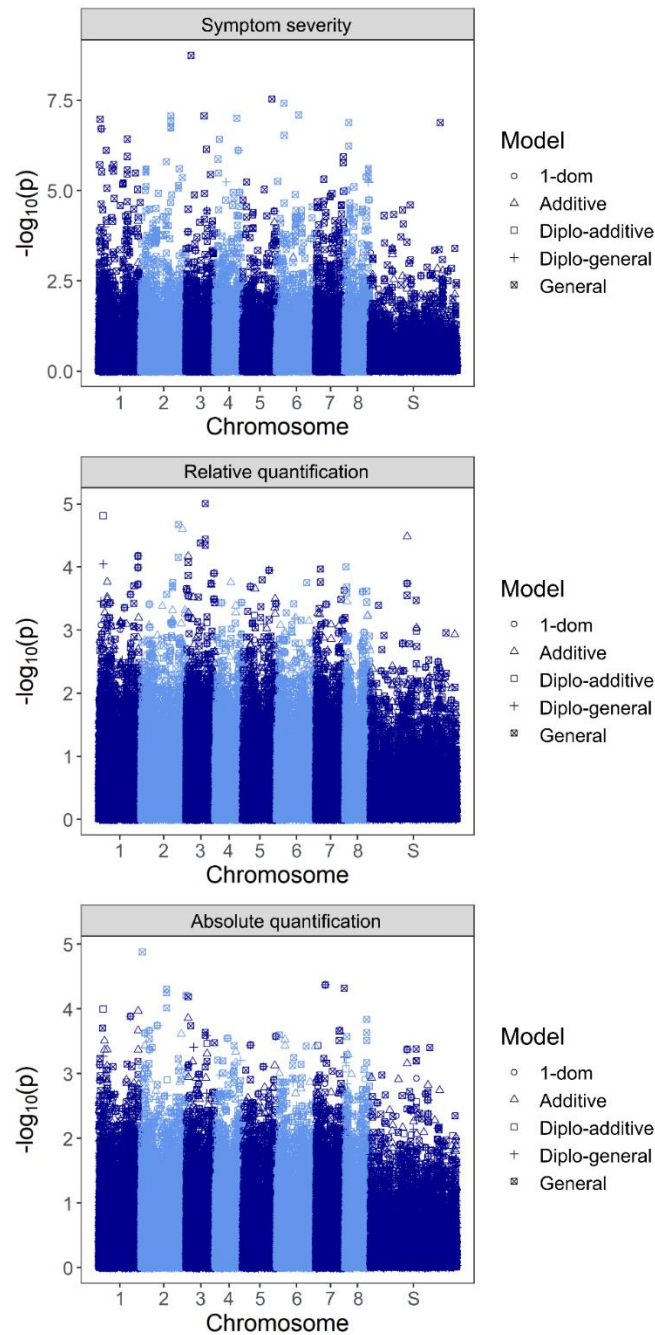 Symptom severity
7.5
5.0
2.5
0.0
-log10(p)
1 2 3 4 5 6 7 8 S
Chromosome
Model
1-dom
Additive
Diplo-additive
Diplo-general
General
Relative quantification
5
4
3
2
1
0
-log10(p)
1 2 3 4 5 6 7 8 S
Chromosome
Model
1-dom
Additive
Diplo-additive
Diplo-general
General
Absolute quantification
5
4
3
2
1
0
-log10(p)
1 2 3 4 5 6 7 8 S
Chromosome
Model
1-dom
Additive
Diplo-additive
Diplo-general
General